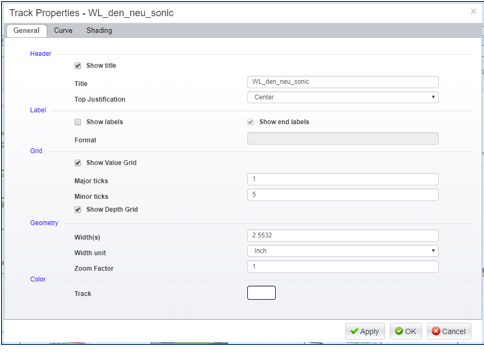 Track Properties - WL_den_neu_sonic
General Curve Shading
Header
Show title
Title WL_den_neu_sonic
Top Justification Center
Label
Show labels Show end labels
Format
Grid
Show Value Grid
Major ticks 1
Minor ticks 5
Show Depth Grid
Geometry
Width(s) 2.5532
Width unit Inch
Zoom Factor 1
Color
Track
Apply OK Cancel